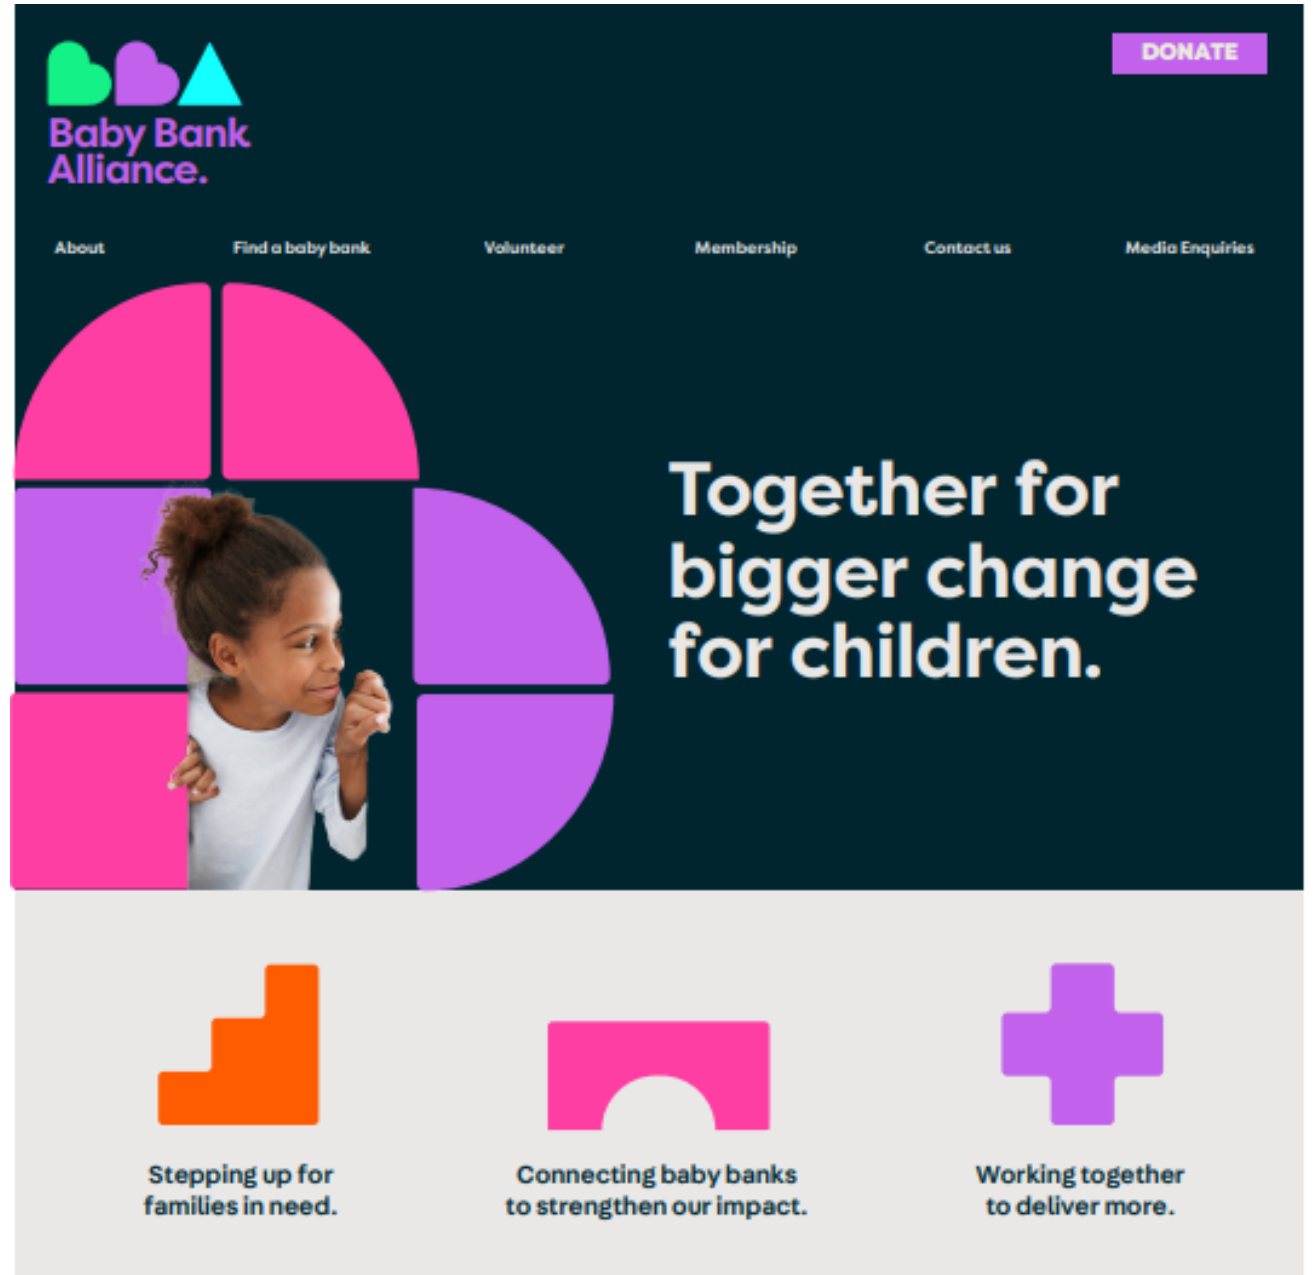 DONATE
Baby Bank
Alliance.
About
Find a baby bank
Volunteer
Membership
Contact us
Media Enquiries
Together for
bigger change
for children.
Stepping up for
families in need.
Connecting baby banks
to strengthen our impact.
Working together
to deliver more.